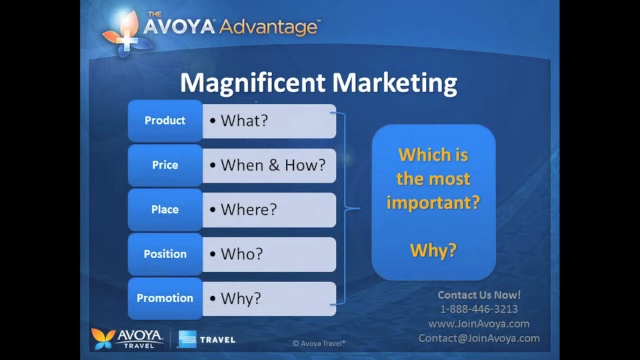 THE
AVOYA Advantage™
Magnificent Marketing
Product
• What?
Price
• When & How?
Place
• Where?
Position
• Who?
Promotion
• Why?
Which is
the most
important?
Why?
Contact Us Now!
1-888-446-3213
www.JoinAvoya.com
Contact@JoinAvoya.com
AVOYA
TRAVEL
TRAVEL
© Avoya Travel®